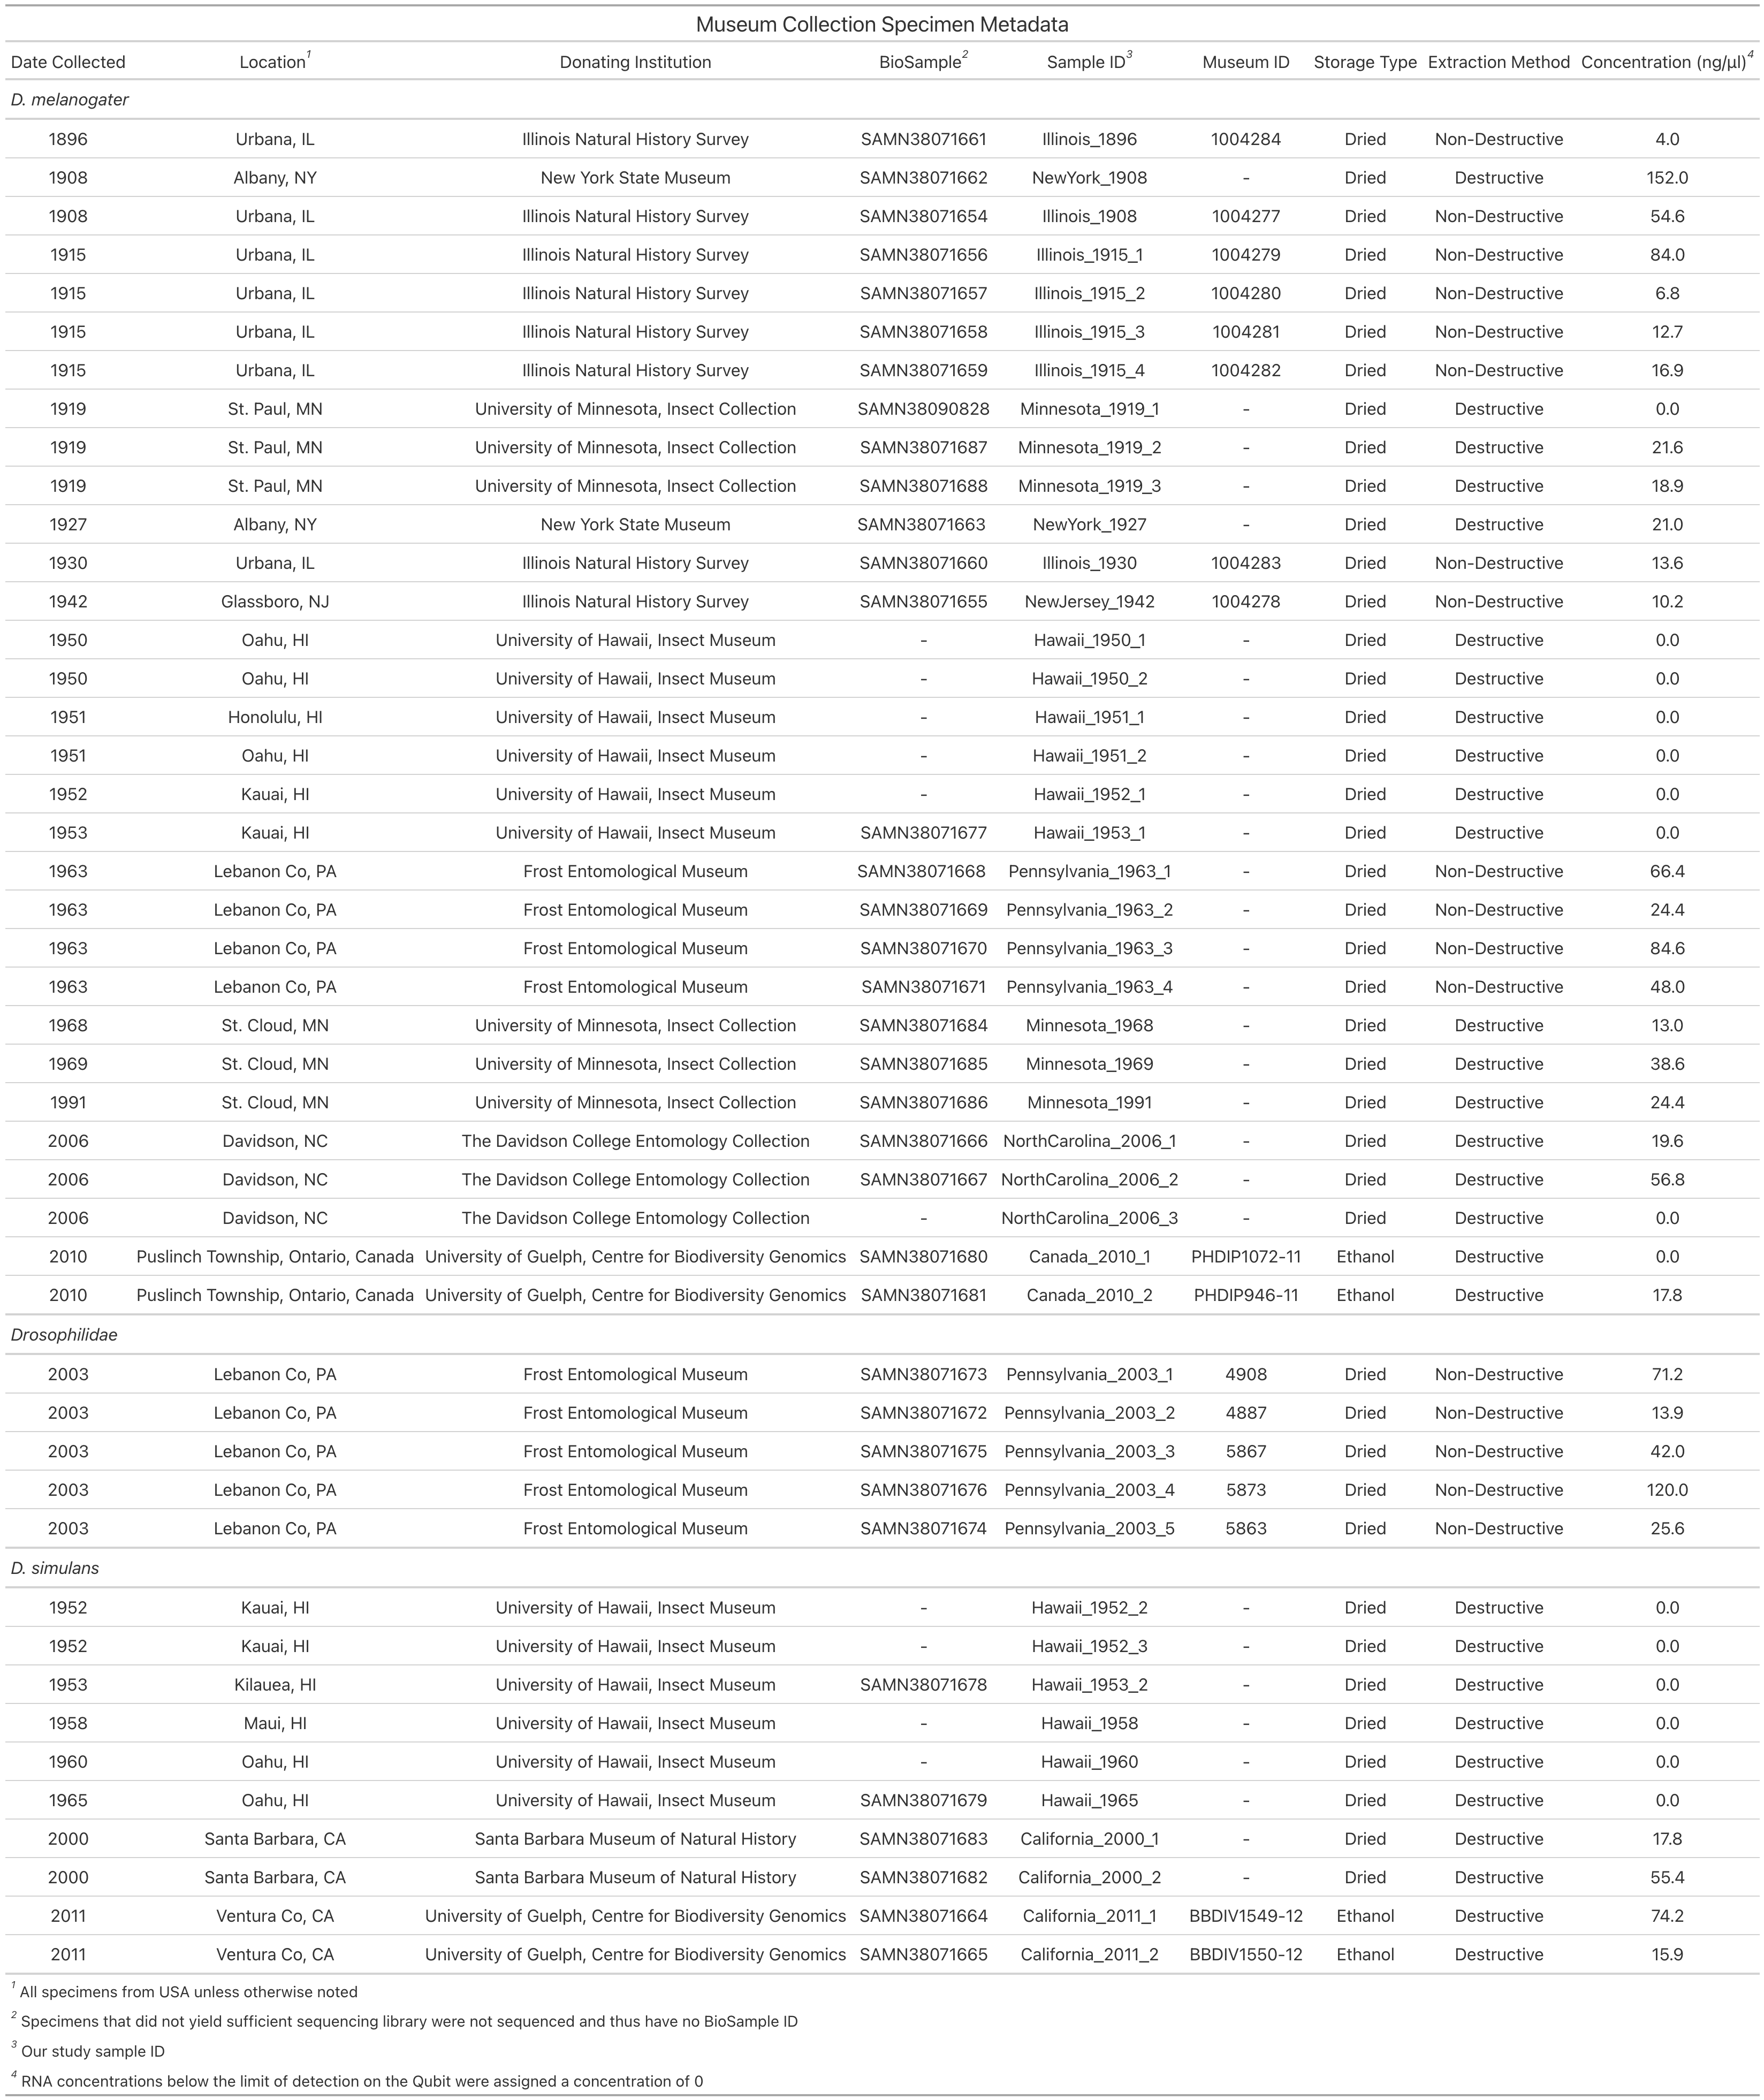 Museum Collection Specimen Metadata
Date Collected Location¹ Donating Institution BioSample² Sample ID³ Museum ID Storage Type Extraction Method Concentration (ng/µl)⁴
D. melanogater
1896 Urbana, IL Illinois Natural History Survey SAMN38071661 Illinois_1896 1004284 Dried Non-Destructive 4.0
1908 Albany, NY New York State Museum SAMN38071662 NewYork_1908 - Dried Destructive 152.0
1908 Urbana, IL Illinois Natural History Survey SAMN38071654 Illinois_1908 1004277 Dried Non-Destructive 54.6
1915 Urbana, IL Illinois Natural History Survey SAMN38071656 Illinois_1915_1 1004279 Dried Non-Destructive 84.0
1915 Urbana, IL Illinois Natural History Survey SAMN38071657 Illinois_1915_2 1004280 Dried Non-Destructive 6.8
1915 Urbana, IL Illinois Natural History Survey SAMN38071658 Illinois_1915_3 1004281 Dried Non-Destructive 12.7
1915 Urbana, IL Illinois Natural History Survey SAMN38071659 Illinois_1915_4 1004282 Dried Non-Destructive 16.9
1919 St. Paul, MN University of Minnesota, Insect Collection SAMN38090828 Minnesota_1919_1 - Dried Destructive 0.0
1919 St. Paul, MN University of Minnesota, Insect Collection SAMN38071687 Minnesota_1919_2 - Dried Destructive 21.6
1919 St. Paul, MN University of Minnesota, Insect Collection SAMN38071688 Minnesota_1919_3 - Dried Destructive 18.9
1927 Albany, NY New York State Museum SAMN38071663 NewYork_1927 - Dried Destructive 21.0
1930 Urbana, IL Illinois Natural History Survey SAMN38071660 Illinois_1930 1004283 Dried Non-Destructive 13.6
1942 Glassboro, NJ Illinois Natural History Survey SAMN38071655 NewJersey_1942 1004278 Dried Non-Destructive 10.2
1950 Oahu, HI University of Hawaii, Insect Museum - Hawaii_1950_1 - Dried Destructive 0.0
1950 Oahu, HI University of Hawaii, Insect Museum - Hawaii_1950_2 - Dried Destructive 0.0
1951 Honolulu, HI University of Hawaii, Insect Museum - Hawaii_1951_1 - Dried Destructive 0.0
1951 Oahu, HI University of Hawaii, Insect Museum - Hawaii_1951_2 - Dried Destructive 0.0
1952 Kauai, HI University of Hawaii, Insect Museum - Hawaii_1952_1 - Dried Destructive 0.0
1953 Kauai, HI University of Hawaii, Insect Museum SAMN38071677 Hawaii_1953_1 - Dried Destructive 0.0
1963 Lebanon Co, PA Frost Entomological Museum SAMN38071668 Pennsylvania_1963_1 - Dried Non-Destructive 66.4
1963 Lebanon Co, PA Frost Entomological Museum SAMN38071669 Pennsylvania_1963_2 - Dried Non-Destructive 24.4
1963 Lebanon Co, PA Frost Entomological Museum SAMN38071670 Pennsylvania_1963_3 - Dried Non-Destructive 84.6
1963 Lebanon Co, PA Frost Entomological Museum SAMN38071671 Pennsylvania_1963_4 - Dried Non-Destructive 48.0
1968 St. Cloud, MN University of Minnesota, Insect Collection SAMN38071684 Minnesota_1968 - Dried Destructive 13.0
1969 St. Cloud, MN University of Minnesota, Insect Collection SAMN38071685 Minnesota_1969 - Dried Destructive 38.6
1991 St. Cloud, MN University of Minnesota, Insect Collection SAMN38071686 Minnesota_1991 - Dried Destructive 24.4
2006 Davidson, NC The Davidson College Entomology Collection SAMN38071666 NorthCarolina_2006_1 - Dried Destructive 19.6
2006 Davidson, NC The Davidson College Entomology Collection SAMN38071667 NorthCarolina_2006_2 - Dried Destructive 56.8
2006 Davidson, NC The Davidson College Entomology Collection - NorthCarolina_2006_3 - Dried Destructive 0.0
2010 Puslinch Township, Ontario, Canada University of Guelph, Centre for Biodiversity Genomics SAMN38071680 Canada_2010_1 PHDIP1072-11 Ethanol Destructive 0.0
2010 Puslinch Township, Ontario, Canada University of Guelph, Centre for Biodiversity Genomics SAMN38071681 Canada_2010_2 PHDIP946-11 Ethanol Destructive 17.8
Drosophilidae
2003 Lebanon Co, PA Frost Entomological Museum SAMN38071673 Pennsylvania_2003_1 4908 Dried Non-Destructive 71.2
2003 Lebanon Co, PA Frost Entomological Museum SAMN38071672 Pennsylvania_2003_2 4887 Dried Non-Destructive 13.9
2003 Lebanon Co, PA Frost Entomological Museum SAMN38071675 Pennsylvania_2003_3 5867 Dried Non-Destructive 42.0
2003 Lebanon Co, PA Frost Entomological Museum SAMN38071676 Pennsylvania_2003_4 5873 Dried Non-Destructive 120.0
2003 Lebanon Co, PA Frost Entomological Museum SAMN38071674 Pennsylvania_2003_5 5863 Dried Non-Destructive 25.6
D. simulans
1952 Kauai, HI University of Hawaii, Insect Museum - Hawaii_1952_2 - Dried Destructive 0.0
1952 Kauai, HI University of Hawaii, Insect Museum - Hawaii_1952_3 - Dried Destructive 0.0
1953 Kilauea, HI University of Hawaii, Insect Museum SAMN38071678 Hawaii_1953_2 - Dried Destructive 0.0
1958 Maui, HI University of Hawaii, Insect Museum - Hawaii_1958 - Dried Destructive 0.0
1960 Oahu, HI University of Hawaii, Insect Museum - Hawaii_1960 - Dried Destructive 0.0
1965 Oahu, HI University of Hawaii, Insect Museum SAMN38071679 Hawaii_1965 - Dried Destructive 0.0
2000 Santa Barbara, CA Santa Barbara Museum of Natural History SAMN38071683 California_2000_1 - Dried Destructive 17.8
2000 Santa Barbara, CA Santa Barbara Museum of Natural History SAMN38071682 California_2000_2 - Dried Destructive 55.4
2011 Ventura Co, CA University of Guelph, Centre for Biodiversity Genomics SAMN38071664 California_2011_1 BBDIV1549-12 Ethanol Destructive 74.2
2011 Ventura Co, CA University of Guelph, Centre for Biodiversity Genomics SAMN38071665 California_2011_2 BBDIV1550-12 Ethanol Destructive 15.9
¹ All specimens from USA unless otherwise noted
² Specimens that did not yield sufficient sequencing library were not sequenced and thus have no BioSample ID
³ Our study sample ID
⁴ RNA concentrations below the limit of detection on the Qubit were assigned a concentration of 0